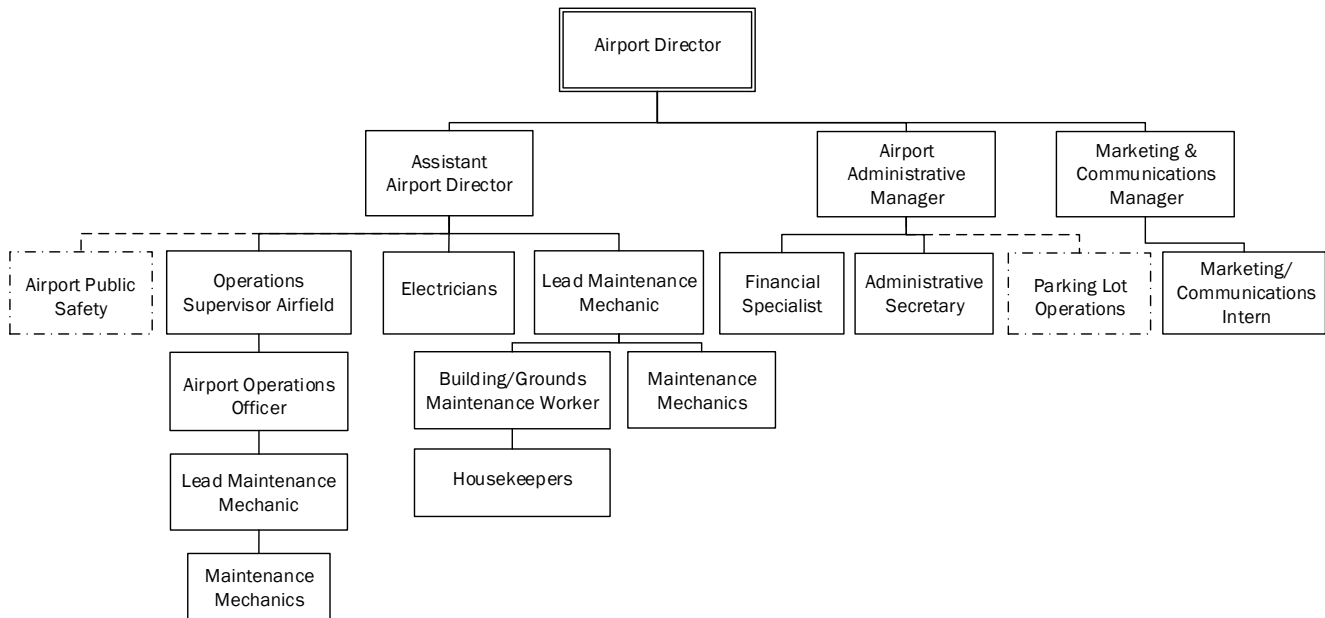 Airport Director
Assistant
Airport Director
Airport
Administrative
Manager
Marketing &
Communications
Manager
Airport Public
Safety
Operations
Supervisor Airfield
Electricians
Lead Maintenance
Mechanic
Financial
Specialist
Administrative
Secretary
Parking Lot
Operations
Marketing/
Communications
Intern
Airport Operations
Officer
Building/Grounds
Maintenance Worker
Maintenance
Mechanics
Lead Maintenance
Mechanic
Housekeepers
Maintenance
Mechanics